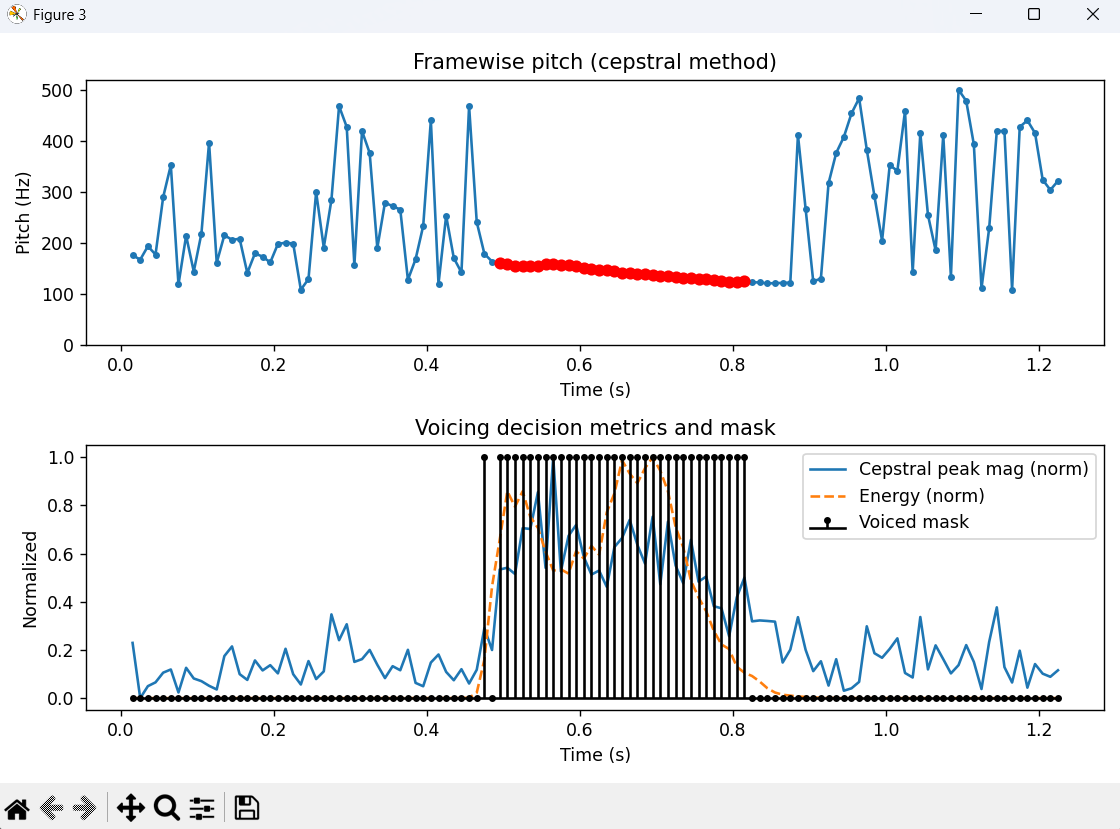 Figure 3
Framewise pitch (cepstral method)
500
400
300
200
100
0
Pitch (Hz)
0.0 0.2 0.4 0.6 0.8 1.0 1.2
Time (s)
Voicing decision metrics and mask
1.0
0.8
0.6
0.4
0.2
0.0
Normalized
Cepstral peak mag (norm)
Energy (norm)
Voiced mask
0.0 0.2 0.4 0.6 0.8 1.0 1.2
Time (s)